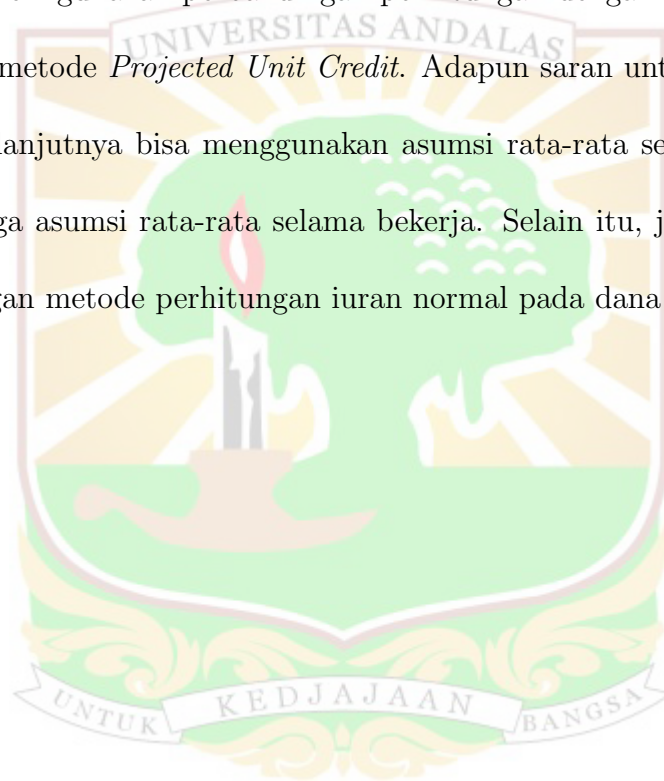 UNIVERSITAS ANDALAS
metode Projected Unit Credit. Adapun saran unt
lanjutnya bisa menggunakan asumsi rata-rata se
ga asumsi rata-rata selama bekerja. Selain itu, j
gan metode perhitungan iuran normal pada dana
UNTUK KEDJAJAAN BANGSA